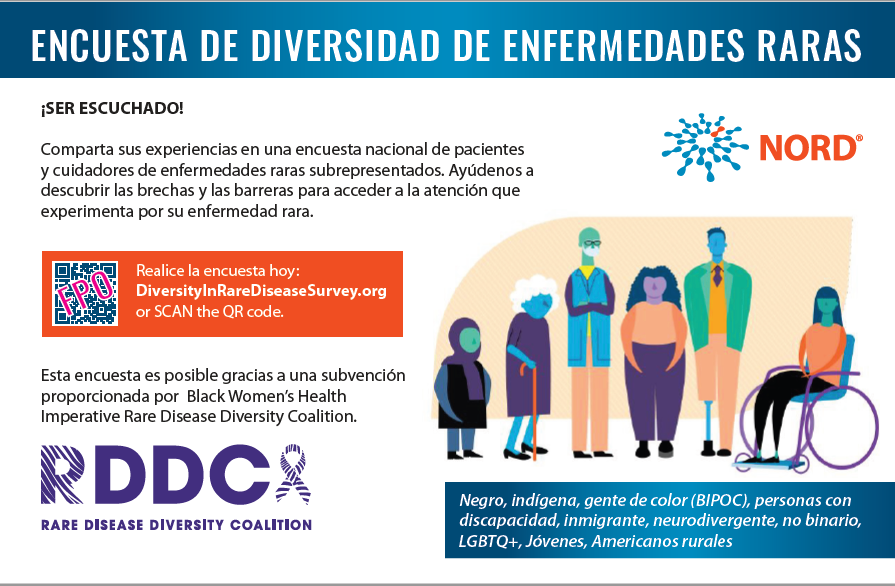 ENCUESTA DE DIVERSIDAD DE ENFERMEDADES RARAS
¡SER ESCUCHADO!
Comparta sus experiencias en una encuesta nacional de pacientes
y cuidadores de enfermedades raras subrepresentados. Ayúdenos a
descubrir las brechas y las barreras para acceder a la atención que
experimenta por su enfermedad rara.
NORD®
FPO
Realice la encuesta hoy:
DiversityInRareDiseaseSurvey.org
or SCAN the QR code.
Esta encuesta es posible gracias a una subvención
proporcionada por Black Women’s Health
Imperative Rare Disease Diversity Coalition.
RDDC
RARE DISEASE DIVERSITY COALITION
Negro, indígena, gente de color (BIPOC), personas con
discapacidad, inmigrante, neurodivergente, no binario,
LGBTQ+, Jóvenes, Americanos rurales